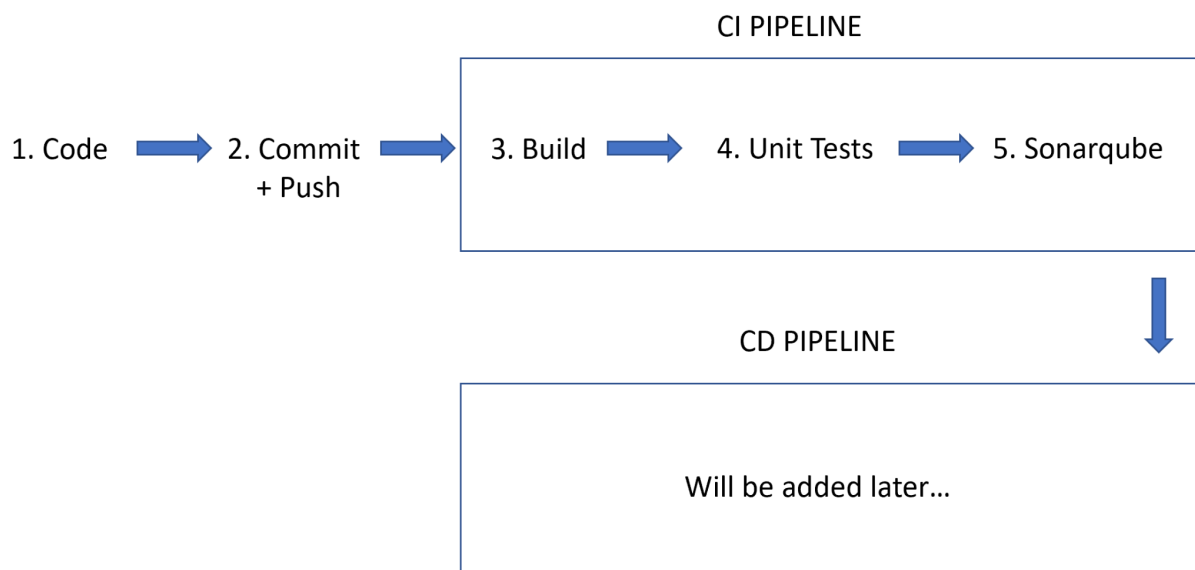 CI PIPELINE
1. Code
2. Commit
+ Push
3. Build
4. Unit Tests
5. Sonarqube
CD PIPELINE
Will be added later...